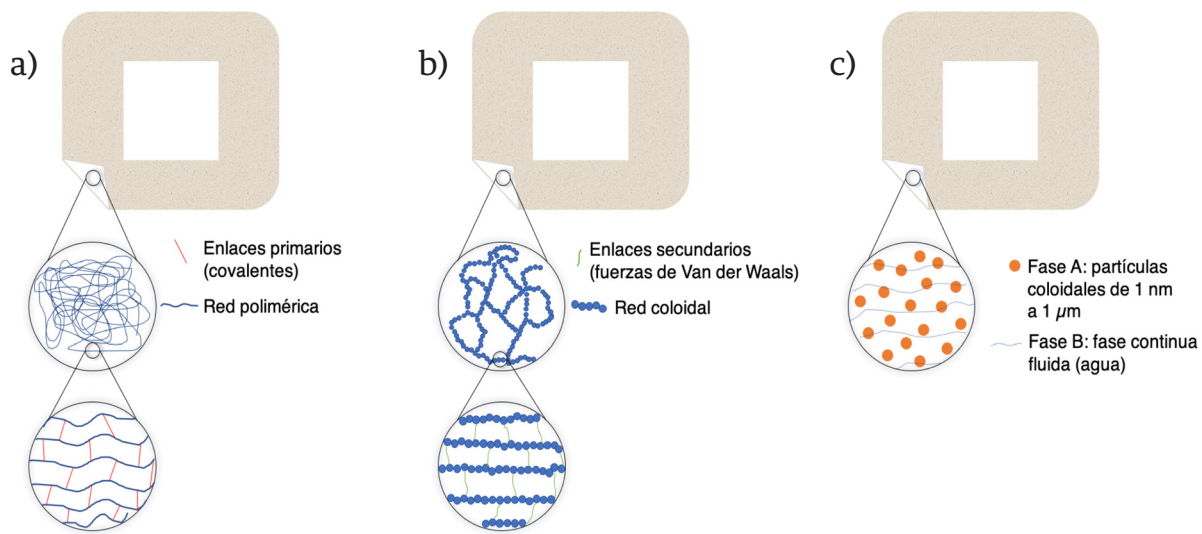 a)
Enlaces primarios
(covalentes)
Red polimérica
b)
Enlaces secundarios
(fuerzas de Van der Waals)
Red coloidal
c)
Fase A: partículas
coloidales de 1 nm
a 1 µm
Fase B: fase continua
fluida (agua)